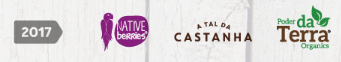 2017
NATIVE
berries
A TAL DA
CASTANHA
Poder da
Terra
Organics